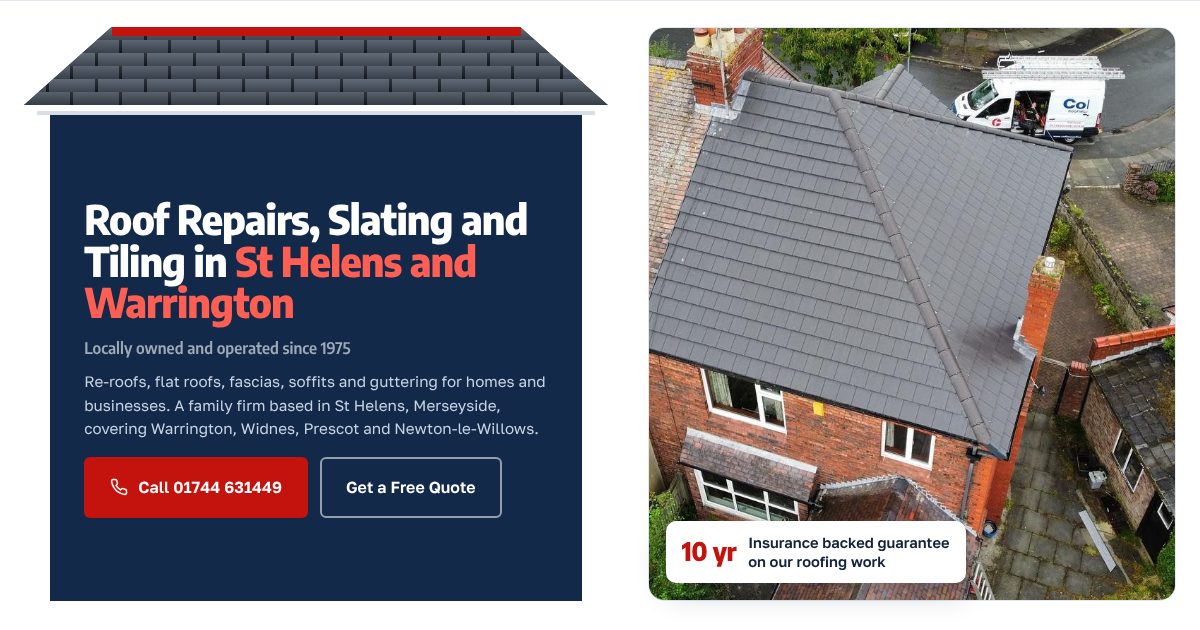 Roof Repairs, Slating and
Tiling in St Helens and
Warrington
Locally owned and operated since 1975
Re-roofs, flat roofs, fascias, soffits and guttering for homes and
businesses. A family firm based in St Helens, Merseyside,
covering Warrington, Widnes, Prescot and Newton-le-Willows.
Call 01744 631449
Get a Free Quote
10 yr
Insurance backed guarantee
on our roofing work